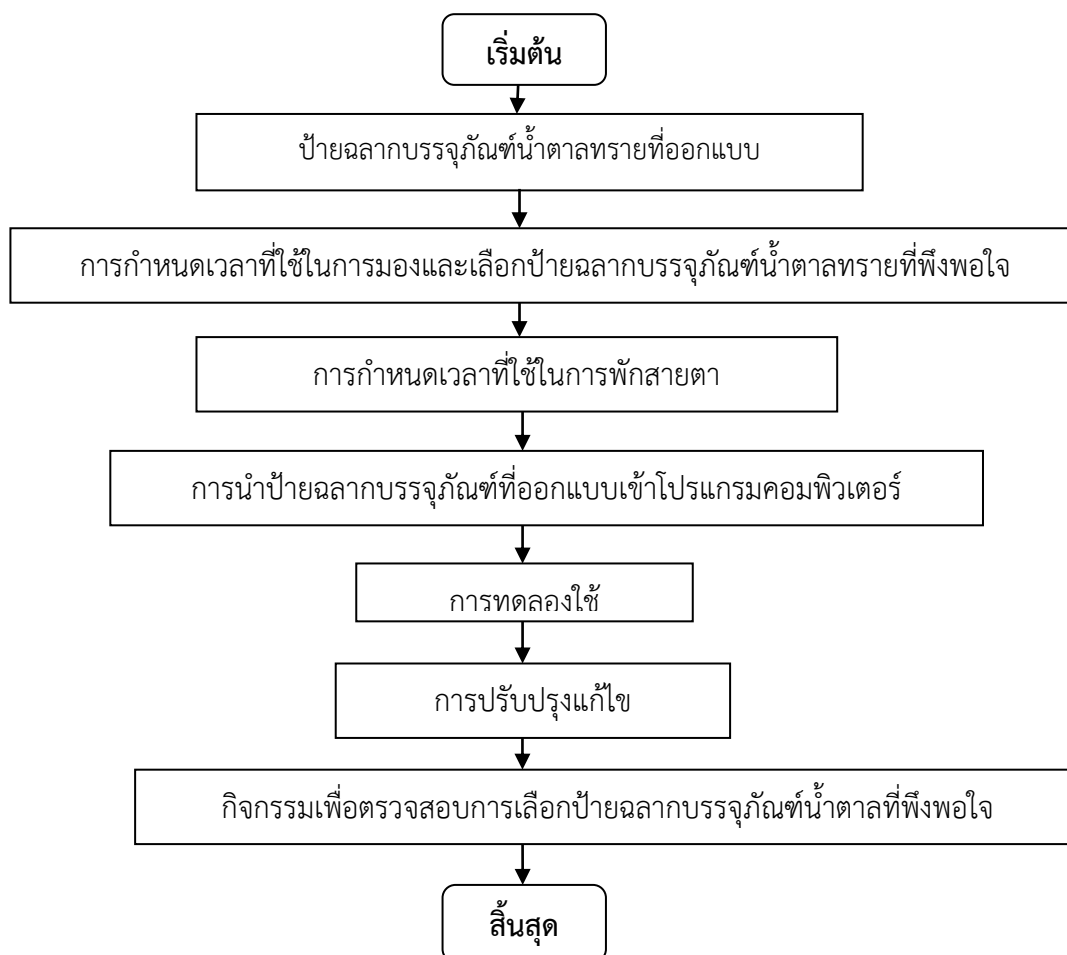 เริ่มต้น
ป้ายฉลากบรรจุภัณฑ์น้ำตาลทรายที่ออกแบบ
การกำหนดเวลาที่ใช้ในการมองและเลือกป้ายฉลากบรรจุภัณฑ์น้ำตาลทรายที่พึงพอใจ
การกำหนดเวลาที่ใช้ในการพักสายตา
การนำป้ายฉลากบรรจุภัณฑ์ที่ออกแบบเข้าโปรแกรมคอมพิวเตอร์
การทดลองใช้
การปรับปรุงแก้ไข
กิจกรรมเพื่อตรวจสอบการเลือกป้ายฉลากบรรจุภัณฑ์น้ำตาลที่พึงพอใจ
สิ้นสุด